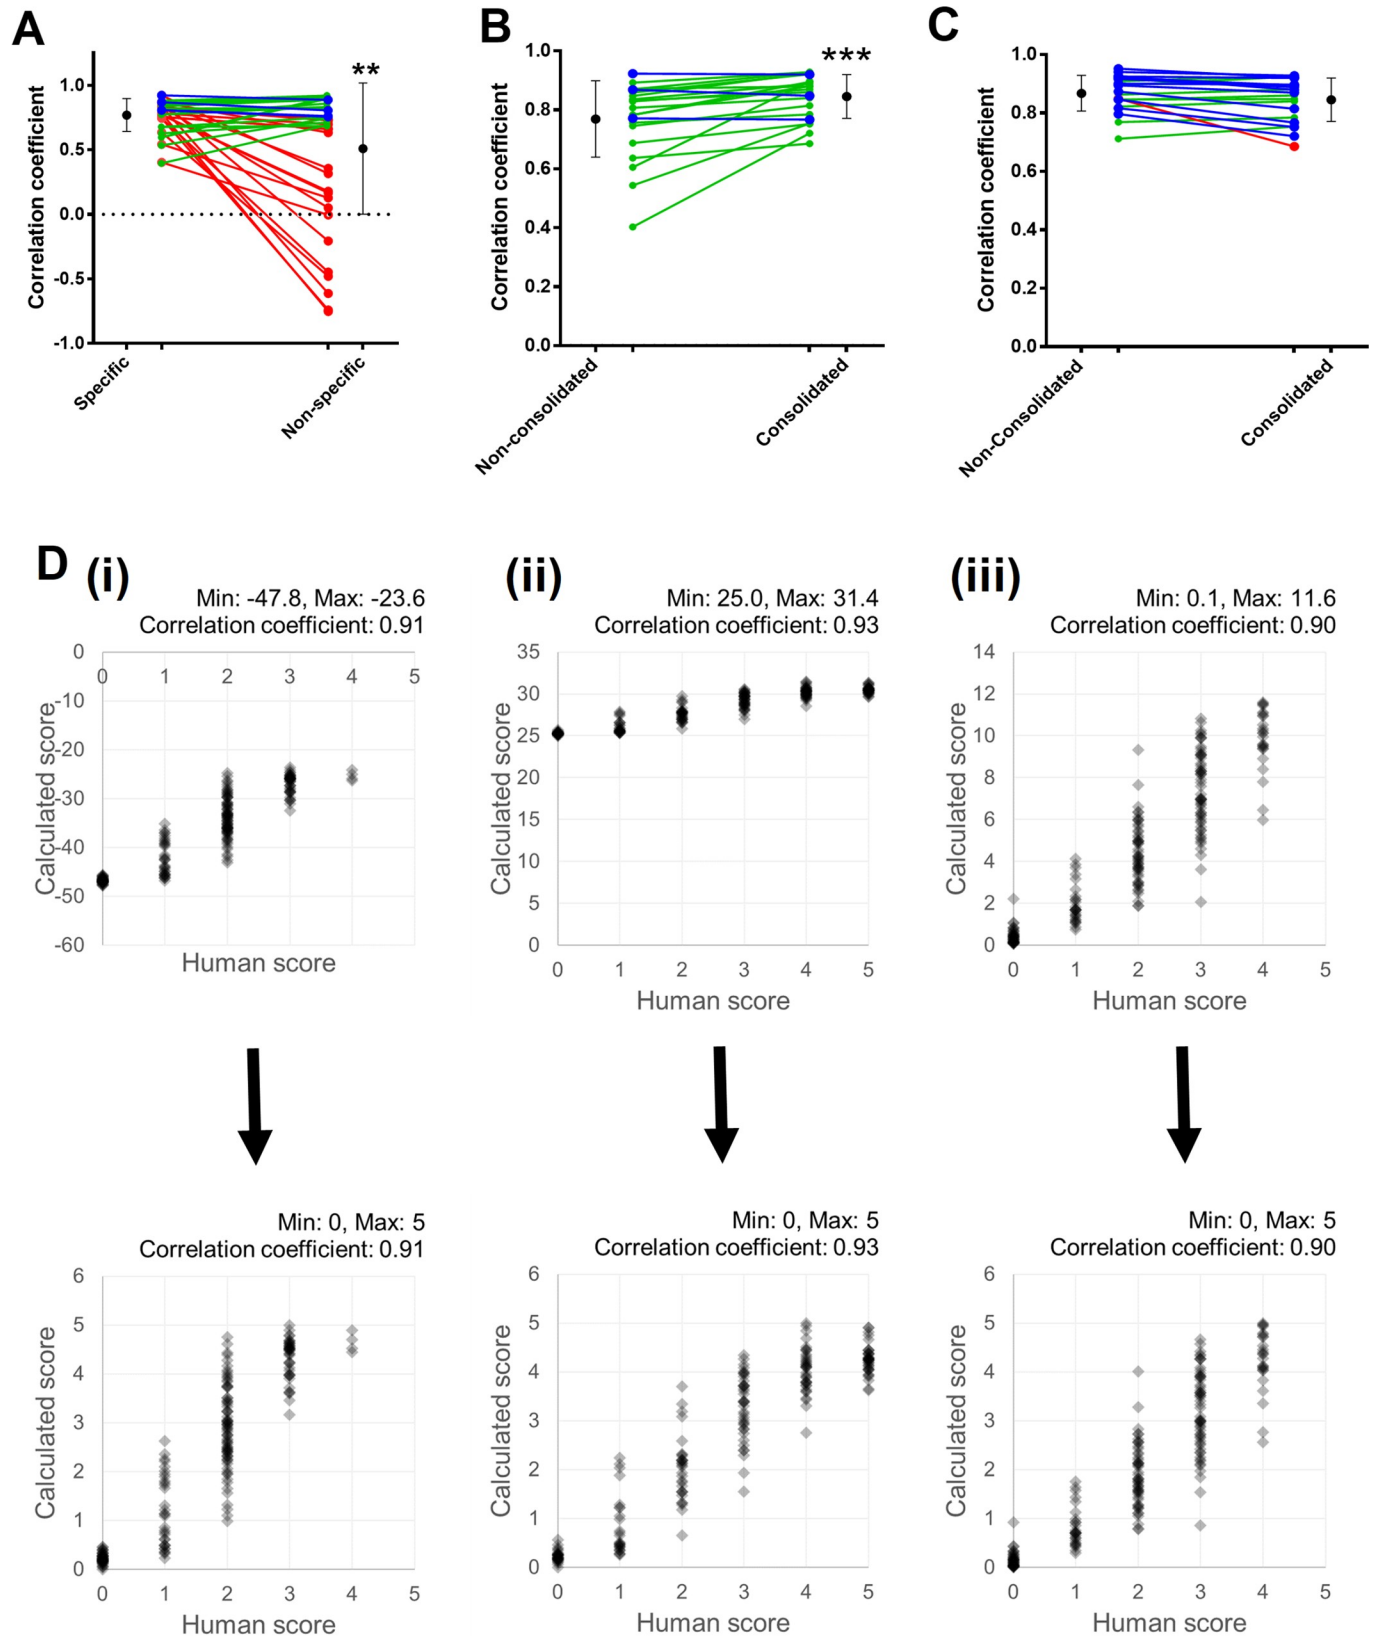 A
Correlation coefficient
1.0
0.5
0.0
-0.5
-1.0
**
Specific
Non-specific
B
Correlation coefficient
1.0
0.8
0.6
0.4
0.2
0.0
***
Non-consolidated
Consolidated
C
Correlation coefficient
1.0
0.8
0.6
0.4
0.2
0.0
Non-Consolidated
Consolidated
D
(i)
Min: -47.8, Max: -23.6
Correlation coefficient: 0.91
Calculated score
0
-10
-20
-30
-40
-50
-60
0 1 2 3 4 5
Human score
(ii)
Min: 25.0, Max: 31.4
Correlation coefficient: 0.93
Calculated score
35
30
25
20
15
10
5
0
0 1 2 3 4 5
Human score
(iii)
Min: 0.1, Max: 11.6
Correlation coefficient: 0.90
Calculated score
14
12
10
8
6
4
2
0
0 1 2 3 4 5
Human score
Min: 0, Max: 5
Correlation coefficient: 0.91
Calculated score
6
5
4
3
2
1
0
0 1 2 3 4 5
Human score
Min: 0, Max: 5
Correlation coefficient: 0.93
Calculated score
6
5
4
3
2
1
0
0 1 2 3 4 5
Human score
Min: 0, Max: 5
Correlation coefficient: 0.90
Calculated score
6
5
4
3
2
1
0
0 1 2 3 4 5
Human score